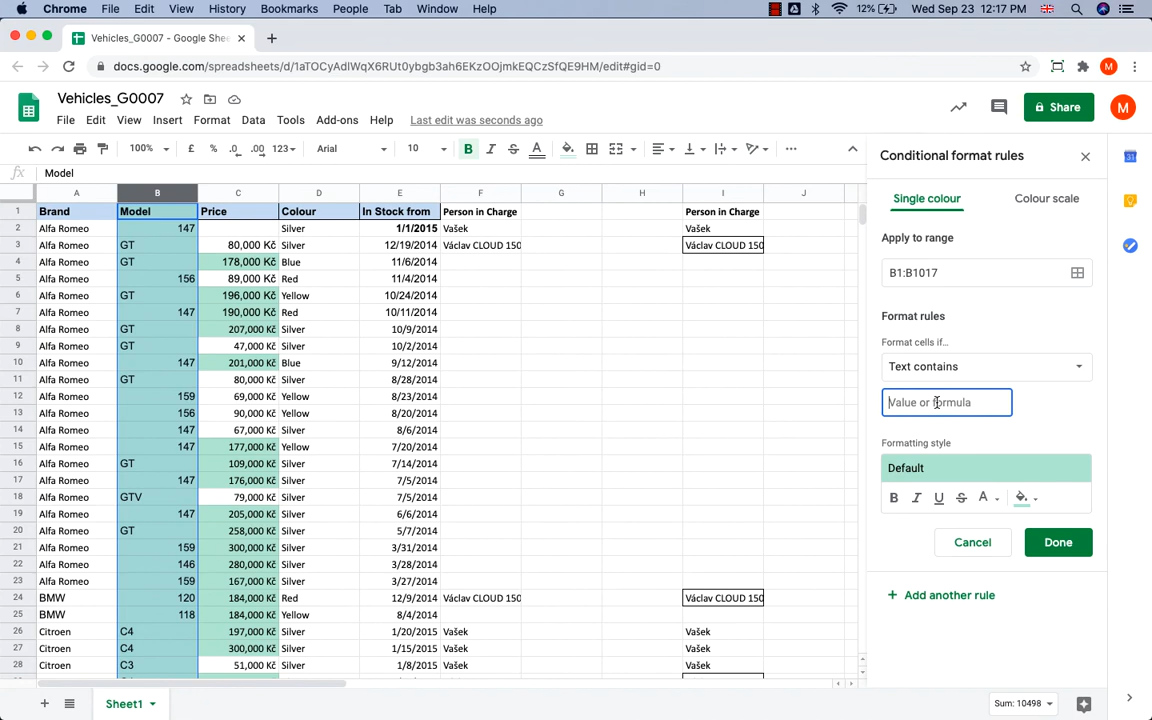 Chrome File Edit View History Bookmarks People Tab Window Help 12% Wed Sep 23 12:17 PM
Vehicles_G0007 - Google Shee
docs.google.com/spreadsheets/d/1aTOCyAdIWqX6RUt0ybgb3ah6EKzOOjmkEQCzSfQE9HM/edit#gid=0 M
Vehicles_G0007
Share M
File Edit View Insert Format Data Tools Add-ons Help Last edit was seconds ago
100% £ % .0 .00 123 Arial 10 B I S A
fx Model
A B C D E F G H I J
1 Brand Model Price Colour In Stock from Person in Charge Person in Charge
2 Alfa Romeo 147 Silver 1/1/2015 Vašek Vašek
3 Alfa Romeo GT 80,000 Kč Silver 12/19/2014 Václav CLOUD 150 Václav CLOUD 150
4 Alfa Romeo GT 178,000 Kč Blue 11/6/2014
5 Alfa Romeo 156 89,000 Kč Red 11/4/2014
6 Alfa Romeo GT 196,000 Kč Yellow 10/24/2014
7 Alfa Romeo 147 190,000 Kč Red 10/11/2014
8 Alfa Romeo GT 207,000 Kč Silver 10/9/2014
9 Alfa Romeo GT 47,000 Kč Silver 10/2/2014
10 Alfa Romeo 147 201,000 Kč Blue 9/12/2014
11 Alfa Romeo GT 80,000 Kč Silver 8/28/2014
12 Alfa Romeo 159 69,000 Kč Yellow 8/23/2014
13 Alfa Romeo 156 90,000 Kč Yellow 8/20/2014
14 Alfa Romeo 147 67,000 Kč Silver 8/6/2014
15 Alfa Romeo 147 177,000 Kč Yellow 7/20/2014
16 Alfa Romeo GT 109,000 Kč Silver 7/14/2014
17 Alfa Romeo 147 176,000 Kč Silver 7/5/2014
18 Alfa Romeo GTV 79,000 Kč Silver 7/5/2014
19 Alfa Romeo 147 205,000 Kč Silver 6/6/2014
20 Alfa Romeo GT 258,000 Kč Silver 5/7/2014
21 Alfa Romeo 159 300,000 Kč Silver 3/31/2014
22 Alfa Romeo 146 280,000 Kč Silver 3/28/2014
23 Alfa Romeo 159 167,000 Kč Silver 3/27/2014
24 BMW 120 184,000 Kč Red 12/9/2014 Václav CLOUD 150 Václav CLOUD 150
25 BMW 118 184,000 Kč Yellow 8/4/2014
26 Citroen C4 197,000 Kč Silver 1/20/2015 Vašek Vašek
27 Citroen C4 300,000 Kč Silver 1/15/2015 Vašek Vašek
28 Citroen C3 51,000 Kč Silver 1/8/2015 Vašek Vašek
Sheet1 Sum: 10498
Conditional format rules
Single colour Colour scale
Apply to range
B1:B1017
Format rules
Format cells if…
Text contains
Value or formula
Formatting style
Default
B I U S A
Cancel Done
+ Add another rule
31